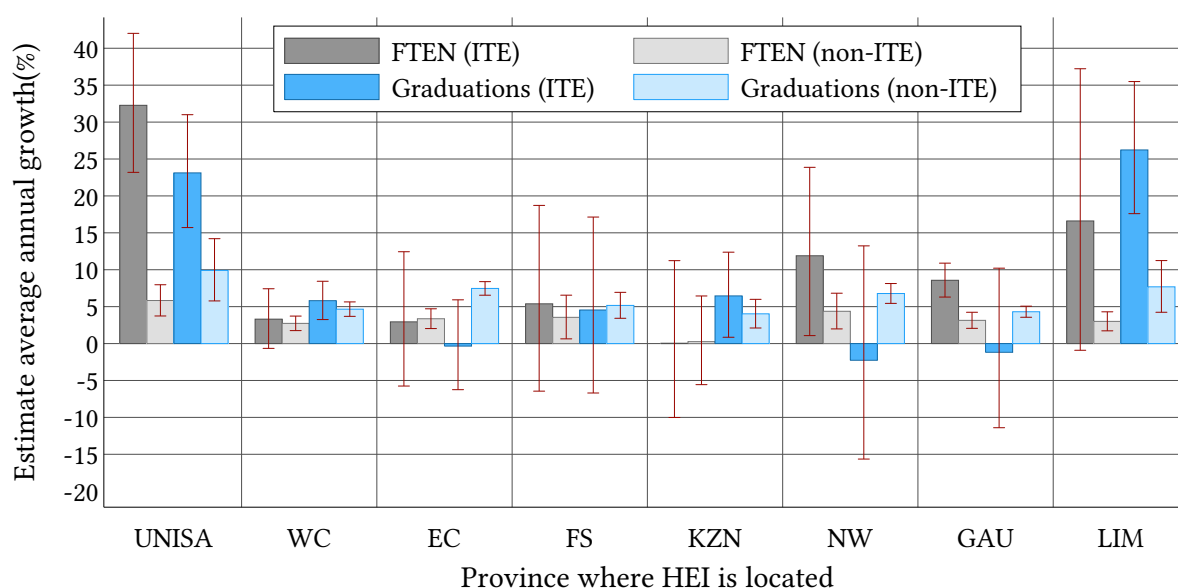 Estimate average annual growth(%)
40
35
30
25
20
15
10
5
0
-5
-10
-15
-20
FTEN (ITE)
FTEN (non-ITE)
Graduations (ITE)
Graduations (non-ITE)
UNISA
WC
EC
FS
KZN
NW
GAU
LIM
Province where HEI is located